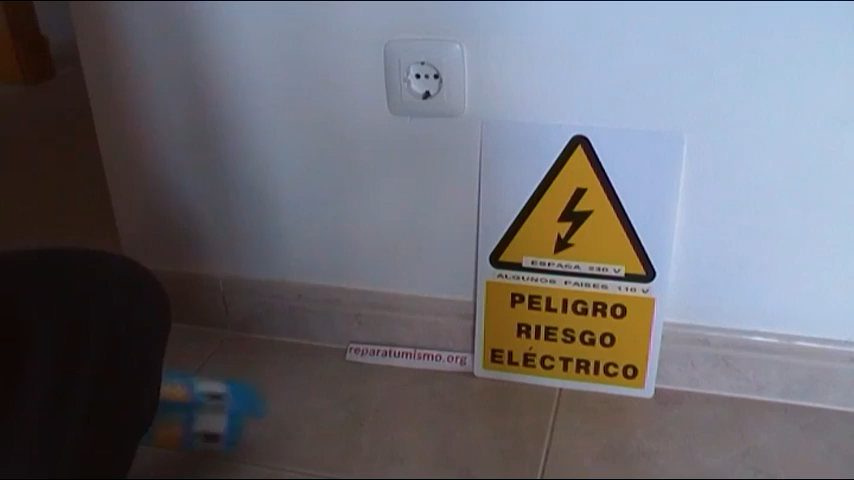 ESPAÑA 230 V
ALGUNOS PAISES 110 V
PELIGRO
RIESGO
ELÉCTRICO
reparatumismo.org